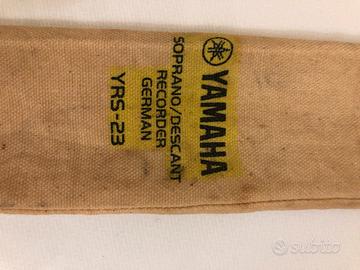 YAMAHA
SOPRANO/DESCANT
RECORDER
GERMAN
YRS-23
subito